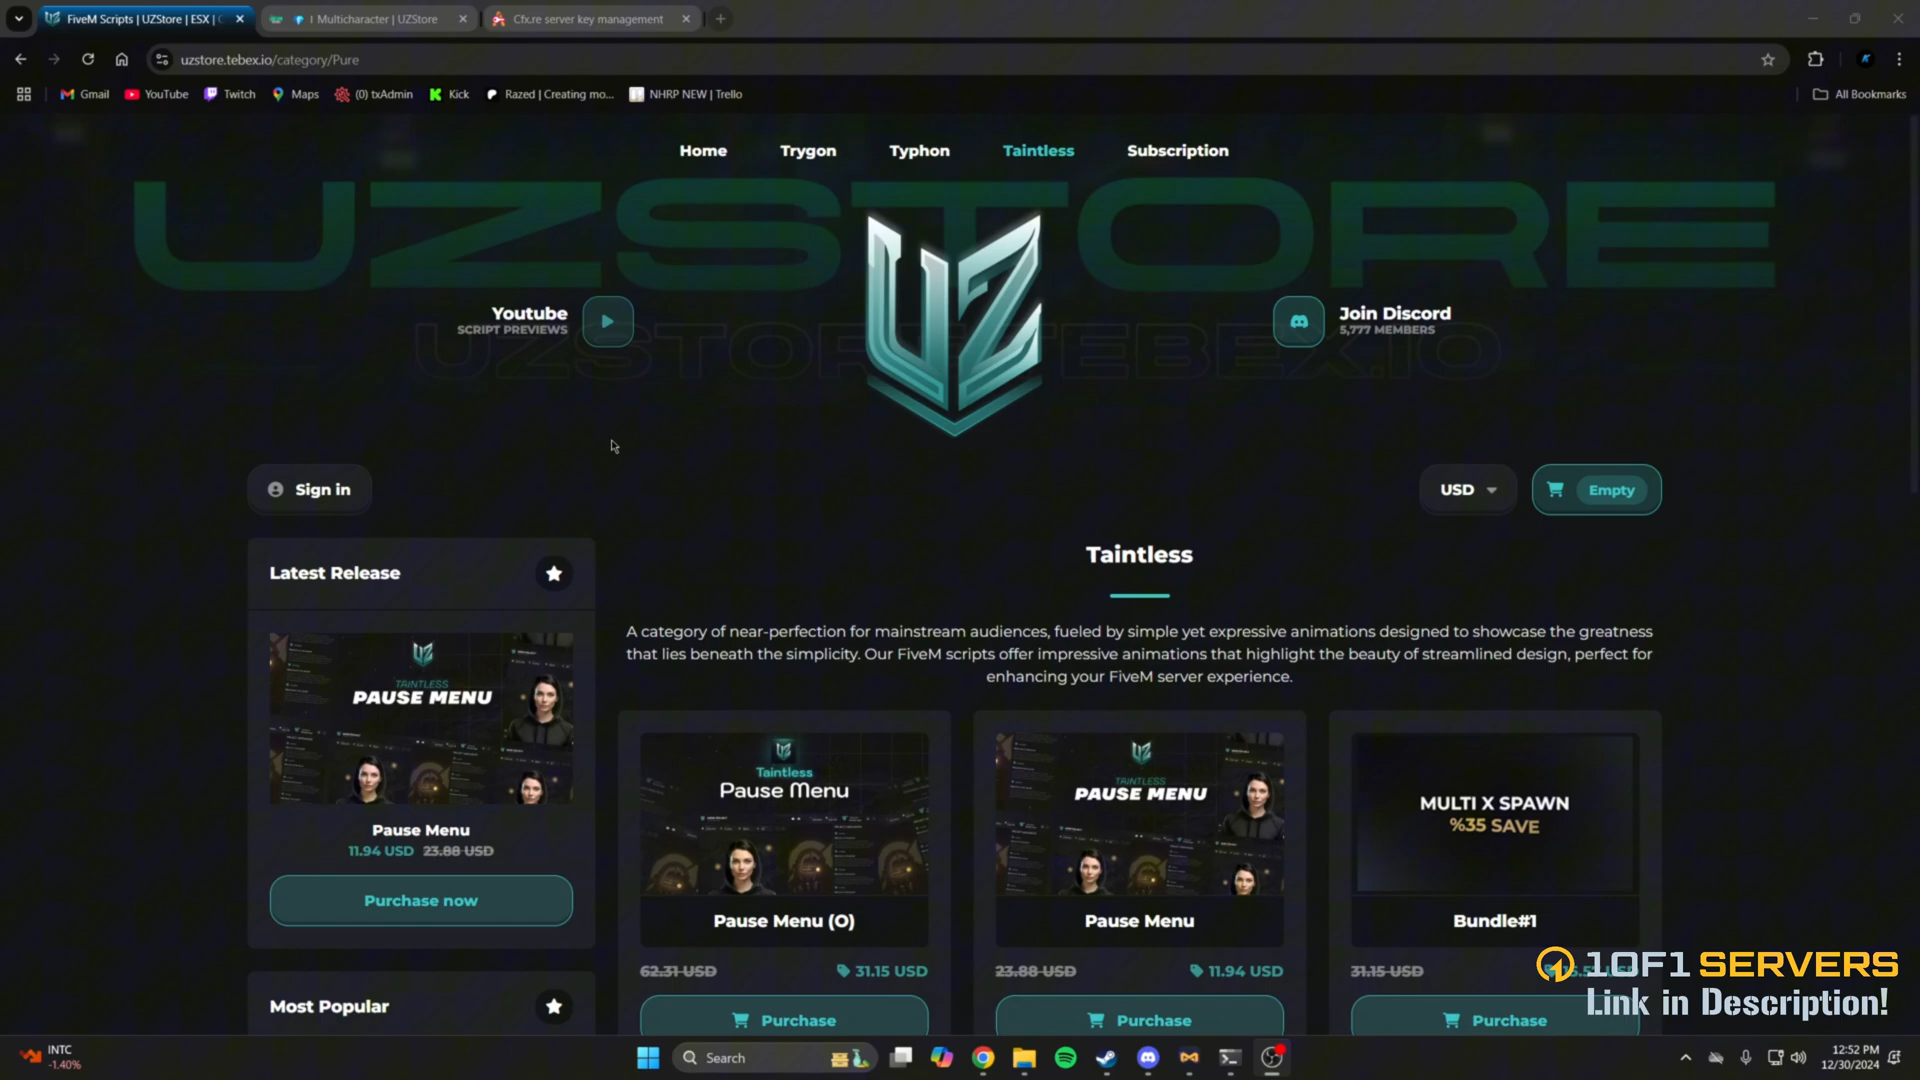 FiveM Scripts | UZStore | ESX |
| Multicharacter | UZStore
Cfx.re server key management
uzstore.tebex.io/category/Pure
Gmail
YouTube
Twitch
Maps
(0) txAdmin
Kick
Razed | Creating mo...
NHRP NEW | Trello
All Bookmarks
Home
Trygon
Typhon
Taintless
Subscription
UZSTORE
UZ
Youtube
SCRIPT PREVIEWS
Join Discord
5,777 MEMBERS
UZSTORE.TEBEX.IO
Sign in
USD
Empty
Latest Release
Taintless
A category of near-perfection for mainstream audiences, fueled by simple yet expressive animations designed to showcase the greatness
that lies beneath the simplicity. Our FiveM scripts offer impressive animations that highlight the beauty of streamlined design, perfect for
enhancing your FiveM server experience.
UZ
TAINTLESS
PAUSE MENU
Pause Menu
11.94 USD 23.88 USD
Purchase now
UZ
Taintless
Pause Menu
Pause Menu (O)
62.31 USD
31.15 USD
Purchase
UZ
TAINTLESS
PAUSE MENU
Pause Menu
23.88 USD
11.94 USD
Purchase
MULTI X SPAWN
%35 SAVE
Bundle#1
31.15 USD
Purchase
Most Popular
1OF1 SERVERS
Link in Description!
INTC
-1.40%
Search
12:52 PM
12/30/2024